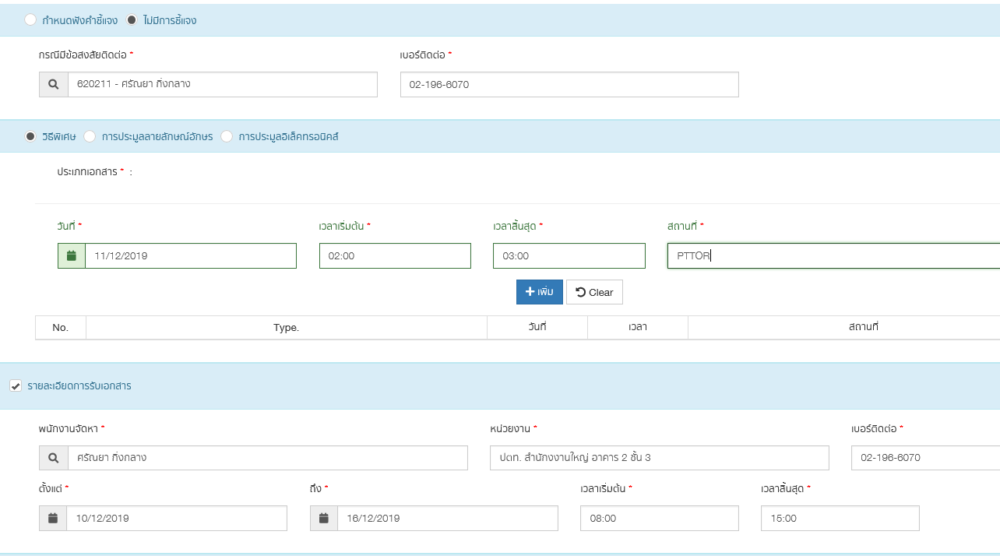 กำหนดฟังคำชี้แจง ไม่มีการชี้แจง
กรณีมีข้อสงสัยติดต่อ * เบอร์ติดต่อ *
620211 - ศรัณยา กิ่งกลาง 02-196-6070
วิธีพิเศษ การประมูลลายลักษณ์อักษร การประมูลอิเล็คทรอนิคส์
ประเภทเอกสาร * :
วันที่ * เวลาเริ่มต้น * เวลาสิ้นสุด * สถานที่ *
11/12/2019 02:00 03:00 PTTOR
เพิ่ม Clear
No. Type. วันที่ เวลา สถานที่
รายละเอียดการรับเอกสาร
พนักงานจัดหา * หน่วยงาน * เบอร์ติดต่อ *
ศรัณยา กิ่งกลาง ปตท. สำนักงงานใหญ่ อาคาร 2 ชั้น 3 02-196-6070
ตั้งแต่ * ถึง * เวลาเริ่มต้น * เวลาสิ้นสุด *
10/12/2019 16/12/2019 08:00 15:00